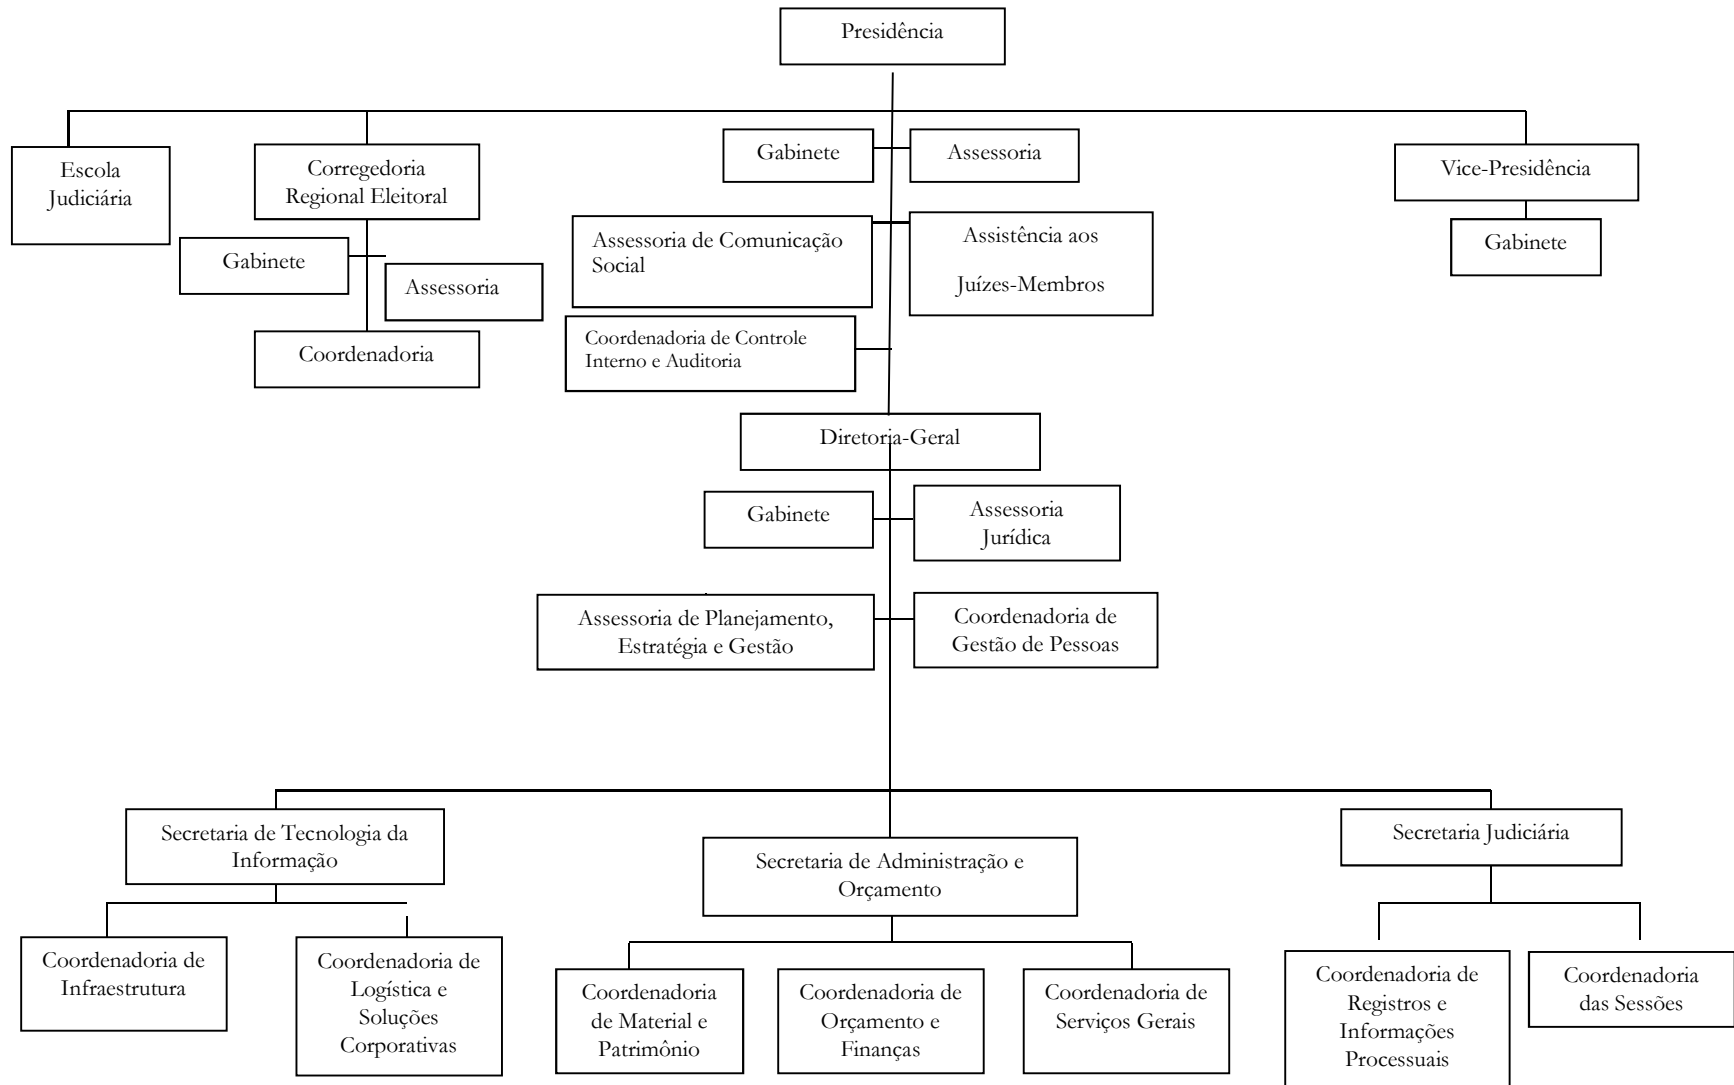 Presidência
Escola
Judiciária
Corregedoria
Regional Eleitoral
Gabinete
Assessoria
Vice-Presidência
Gabinete
Assessoria
Assessoria de Comunicação
Social
Assistência aos
Juízes-Membros
Gabinete
Coordenadoria
Coordenadoria de Controle
Interno e Auditoria
Diretoria-Geral
Gabinete
Assessoria
Jurídica
Assessoria de Planejamento,
Estratégia e Gestão
Coordenadoria de
Gestão de Pessoas
Secretaria de Tecnologia da
Informação
Secretaria de Administração e
Orçamento
Secretaria Judiciária
Coordenadoria de
Infraestrutura
Coordenadoria de
Logística e
Soluções
Corporativas
Coordenadoria
de Material e
Patrimônio
Coordenadoria de
Orçamento e
Finanças
Coordenadoria de
Serviços Gerais
Coordenadoria de
Registros e
Informações
Processuais
Coordenadoria
das Sessões